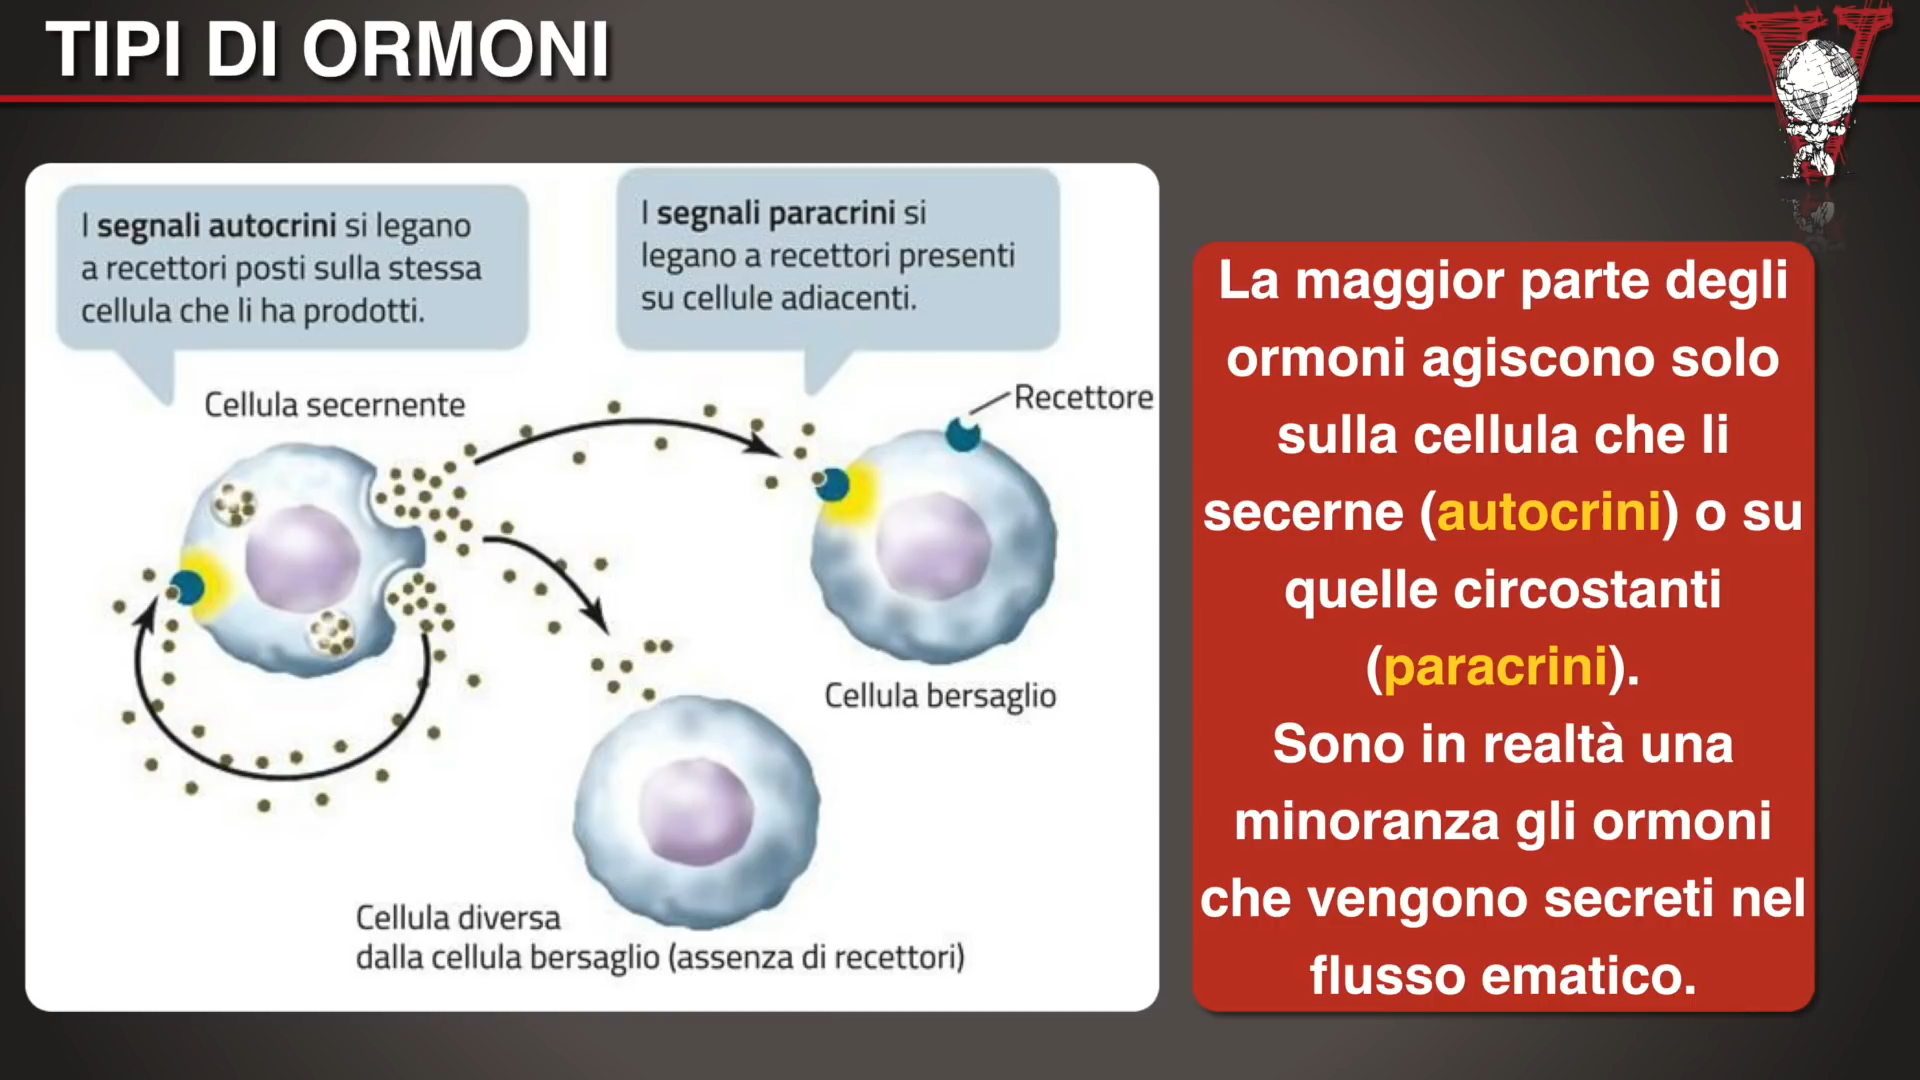 TIPI DI ORMONI
I segnali autocrini si legano
a recettori posti sulla stessa
cellula che li ha prodotti.
I segnali paracrini si
legano a recettori presenti
su cellule adiacenti.
Cellula secernente
Recettore
Cellula bersaglio
Cellula diversa
dalla cellula bersaglio (assenza di recettori)
La maggior parte degli
ormoni agiscono solo
sulla cellula che li
secerne (autocrini) o su
quelle circostanti
(paracrini).
Sono in realtà una
minoranza gli ormoni
che vengono secreti nel
flusso ematico.